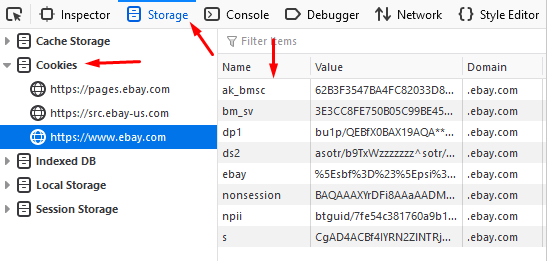 Inspector Storage Console Debugger Network Style Editor
Cache Storage
Cookies
https://pages.ebay.com
https://src.ebay-us.com
https://www.ebay.com
Indexed DB
Local Storage
Session Storage
Filter Items
Name Value Domain
ak_bmsc 62B3F3547BA4FC82033D8... .ebay.com
bm_sv 3E3CC8FE750B05C99BE45... .ebay.com
dp1 bu1p/QEBfX0BAX19AQA**... .ebay.com
ds2 asotr/b9TxWzzzzzzz^sotr/... .ebay.com
ebay %5Esbf%3D%23%5Epsi%3... .ebay.com
nonsession BAQAAAXYrDFi8AAaAADM... .ebay.com
npii btguid/7fe54c381760a9b1... .ebay.com
s CgAD4ACBf4IYRN2ZINTRj... .ebay.com